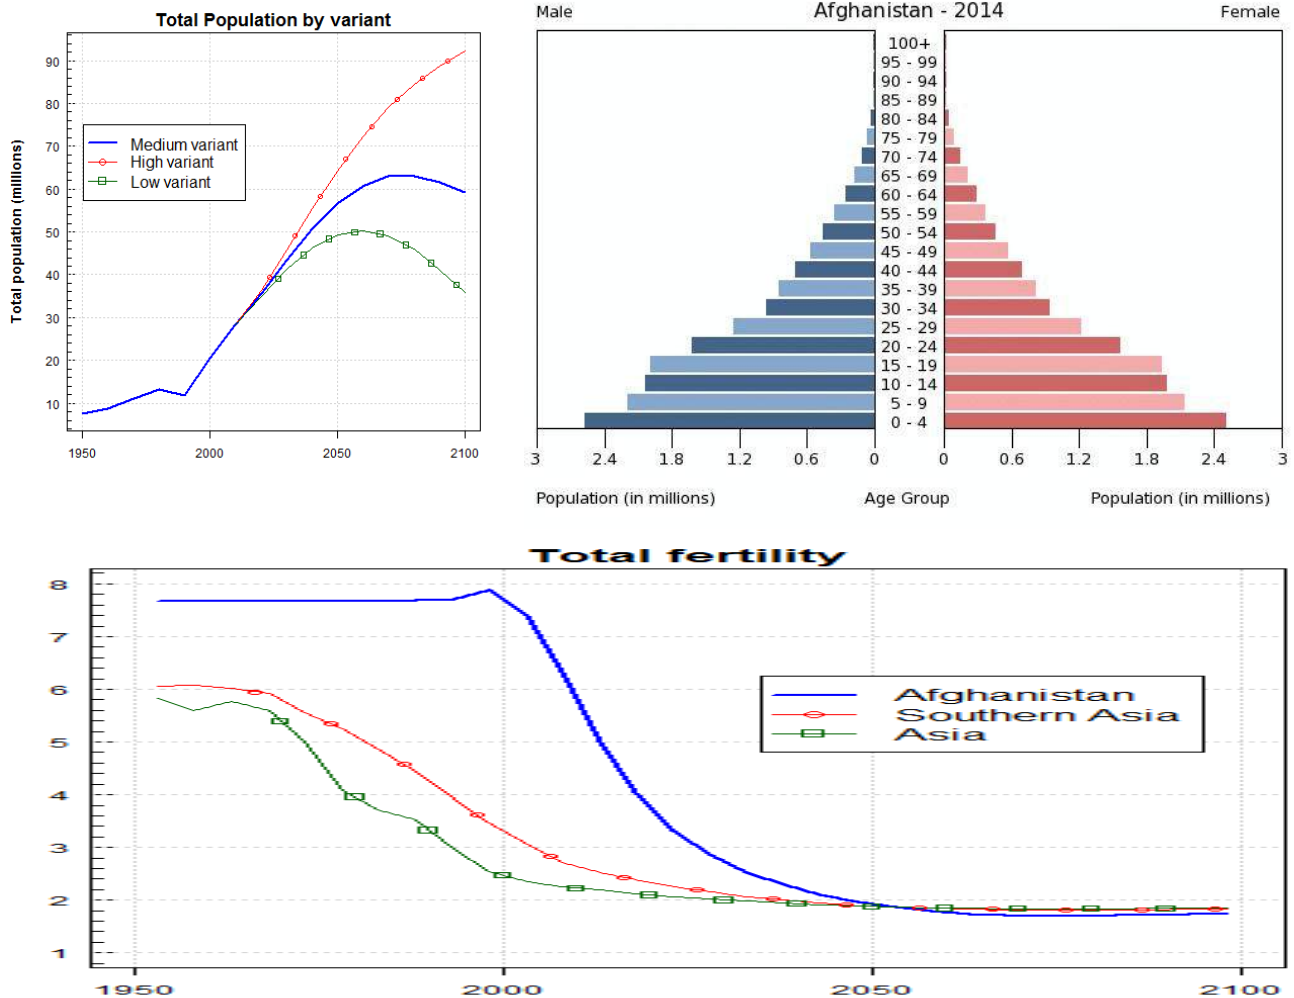 Total Population by variant
Total population (millions)
90
80
70
60
50
40
30
20
10
Medium variant
High variant
Low variant
1950 2000 2050 2100
Male Afghanistan - 2014 Female
100+
95 - 99
90 - 94
85 - 89
80 - 84
75 - 79
70 - 74
65 - 69
60 - 64
55 - 59
50 - 54
45 - 49
40 - 44
35 - 39
30 - 34
25 - 29
20 - 24
15 - 19
10 - 14
5 - 9
0 - 4
3 2.4 1.8 1.2 0.6 0 0 0.6 1.2 1.8 2.4 3
Population (in millions) Age Group Population (in millions)
Total fertility
8
7
6
5
4
3
2
1
Afghanistan
Southern Asia
Asia
1950 2000 2050 2100